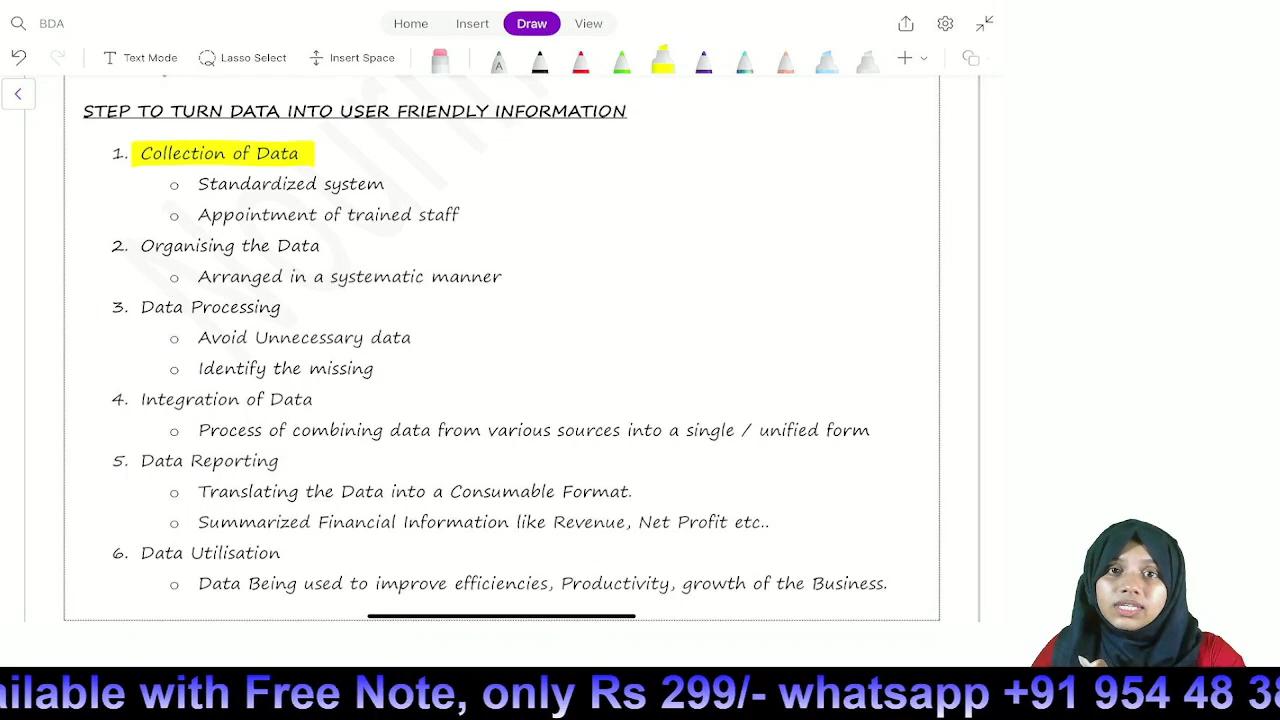 BDA
Home Insert Draw View
Text Mode Lasso Select Insert Space
STEP TO TURN DATA INTO USER FRIENDLY INFORMATION
1. Collection of Data
o Standardized system
o Appointment of trained staff
2. Organising the Data
o Arranged in a systematic manner
3. Data Processing
o Avoid Unnecessary data
o Identify the missing
4. Integration of Data
o Process of combining data from various sources into a single / unified form
5. Data Reporting
o Translating the Data into a Consumable Format.
o Summarized Financial Information like Revenue, Net Profit etc..
6. Data Utilisation
o Data Being used to improve efficiencies, Productivity, growth of the Business.
ailable with Free Note, only Rs 299/- whatsapp +91 954 48 38